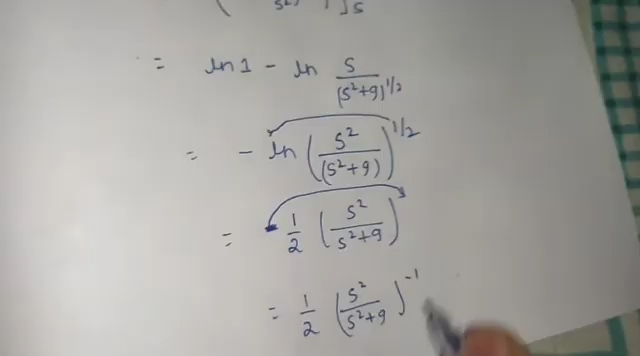 s² ] s
= ln 1 - ln s/(s²+9)^1/2
= - ln (s²/(s²+9))^1/2
= - 1/2 (s²/s²+9)
= 1/2 (s²/s²+9)^-1